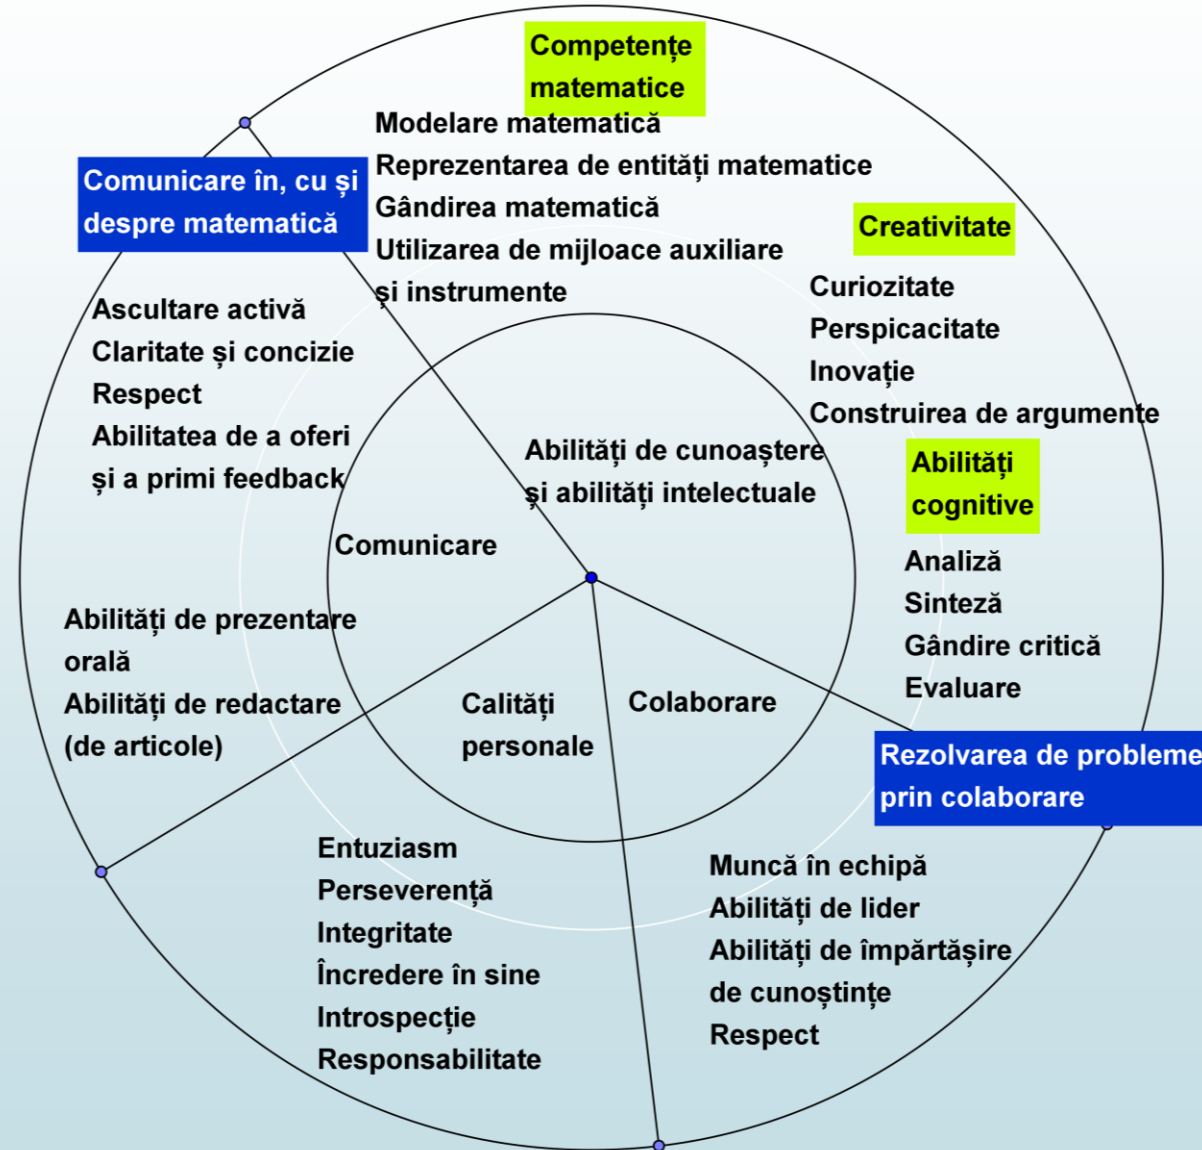 Competențe
matematice
Modelare matematică
Reprezentarea de entități matematice
Gândirea matematică
Utilizarea de mijloace auxiliare
și instrumente
Comunicare în, cu și
despre matematică
Ascultare activă
Claritate și concizie
Respect
Abilitatea de a oferi
și a primi feedback
Creativitate
Curiozitate
Perspicacitate
Inovație
Construirea de argumente
Abilități
cognitive
Analiză
Sinteză
Gândire critică
Evaluare
Abilități de cunoaștere
și abilități intelectuale
Comunicare
Abilități de prezentare
orală
Abilități de redactare
(de articole)
Calități
personale
Colaborare
Rezolvarea de probleme
prin colaborare
Entuziasm
Perseverență
Integritate
Încredere în sine
Introspecție
Responsabilitate
Muncă în echipă
Abilități de lider
Abilități de împărtășire
de cunoștințe
Respect